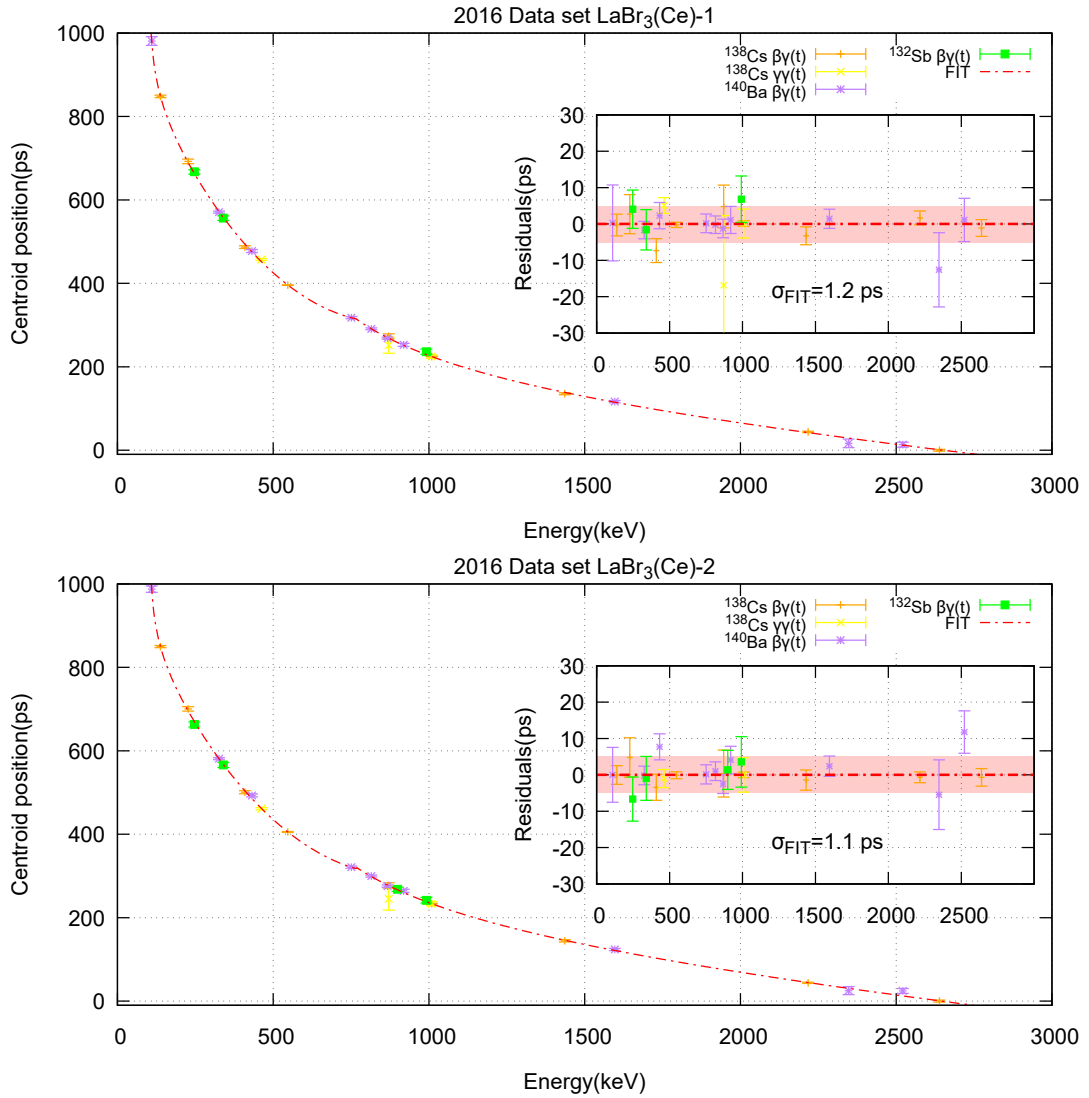 2016 Data set LaBr₃(Ce)-1
1000
800
600
400
200
0
Centroid position(ps)
¹³⁸Cs βγ(t)
¹³⁸Cs γγ(t)
¹⁴⁰Ba βγ(t)
¹³²Sb βγ(t)
FIT
30
20
10
0
-10
-20
-30
Residuals(ps)
σFIT=1.2 ps
0 500 1000 1500 2000 2500
0 500 1000 1500 2000 2500 3000
Energy(keV)
2016 Data set LaBr₃(Ce)-2
1000
800
600
400
200
0
Centroid position(ps)
¹³⁸Cs βγ(t)
¹³⁸Cs γγ(t)
¹⁴⁰Ba βγ(t)
¹³²Sb βγ(t)
FIT
30
20
10
0
-10
-20
-30
Residuals(ps)
σFIT=1.1 ps
0 500 1000 1500 2000 2500
0 500 1000 1500 2000 2500 3000
Energy(keV)